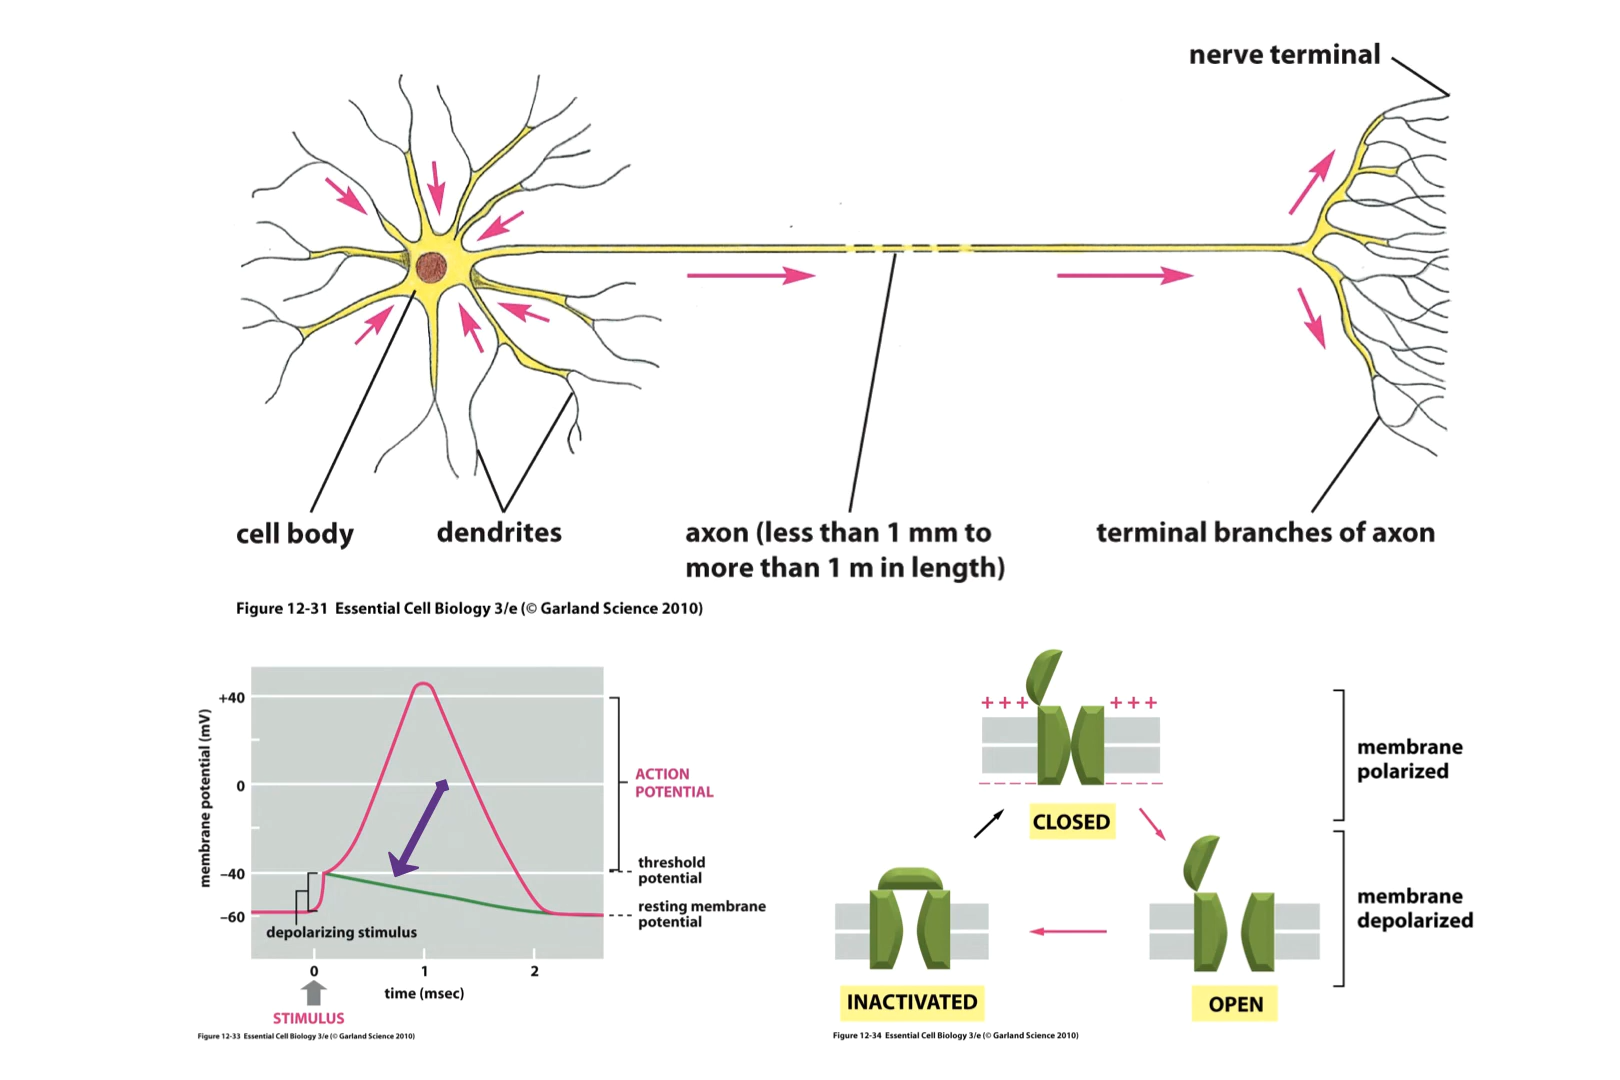 nerve terminal
cell body
dendrites
axon (less than 1 mm to
more than 1 m in length)
terminal branches of axon
Figure 12-31 Essential Cell Biology 3/e (© Garland Science 2010)
membrane potential (mV)
+40
0
–40
–60
ACTION
POTENTIAL
threshold
potential
resting membrane
potential
depolarizing stimulus
0
1
2
time (msec)
STIMULUS
Figure 12-33 Essential Cell Biology 3/e (© Garland Science 2010)
+ + +
+ + +
CLOSED
membrane
polarized
membrane
depolarized
INACTIVATED
OPEN
Figure 12-34 Essential Cell Biology 3/e (© Garland Science 2010)